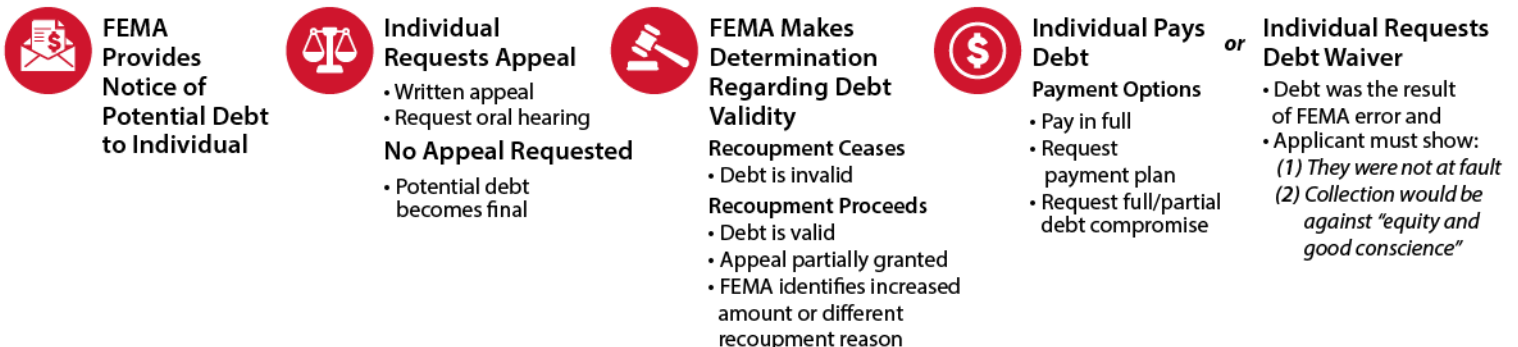 FEMA
Provides
Notice of
Potential Debt
to Individual
Individual
Requests Appeal
• Written appeal
• Request oral hearing
No Appeal Requested
• Potential debt
becomes final
FEMA Makes
Determination
Regarding Debt
Validity
Recoupment Ceases
• Debt is invalid
Recoupment Proceeds
• Debt is valid
• Appeal partially granted
• FEMA identifies increased
amount or different
recoupment reason
Individual Pays
Debt
Payment Options
• Pay in full
• Request
payment plan
• Request full/partial
debt compromise
or
Individual Requests
Debt Waiver
• Debt was the result
of FEMA error and
• Applicant must show:
(1) They were not at fault
(2) Collection would be
against “equity and
good conscience”